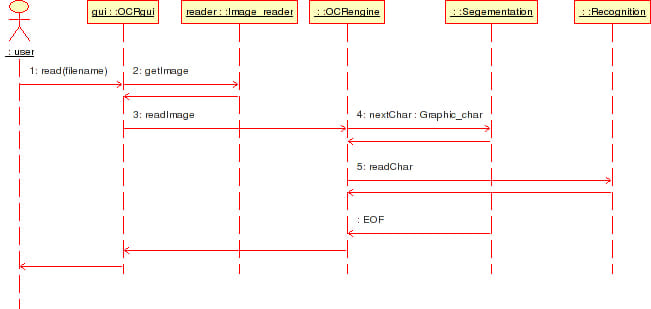 gui : :OCRgui
reader : :Image_reader
: :OCRengine
: :Segementation
: :Recognition
: user
1: read(filename)
2: getImage
3: readImage
4: nextChar : Graphic_char
5: readChar
: EOF